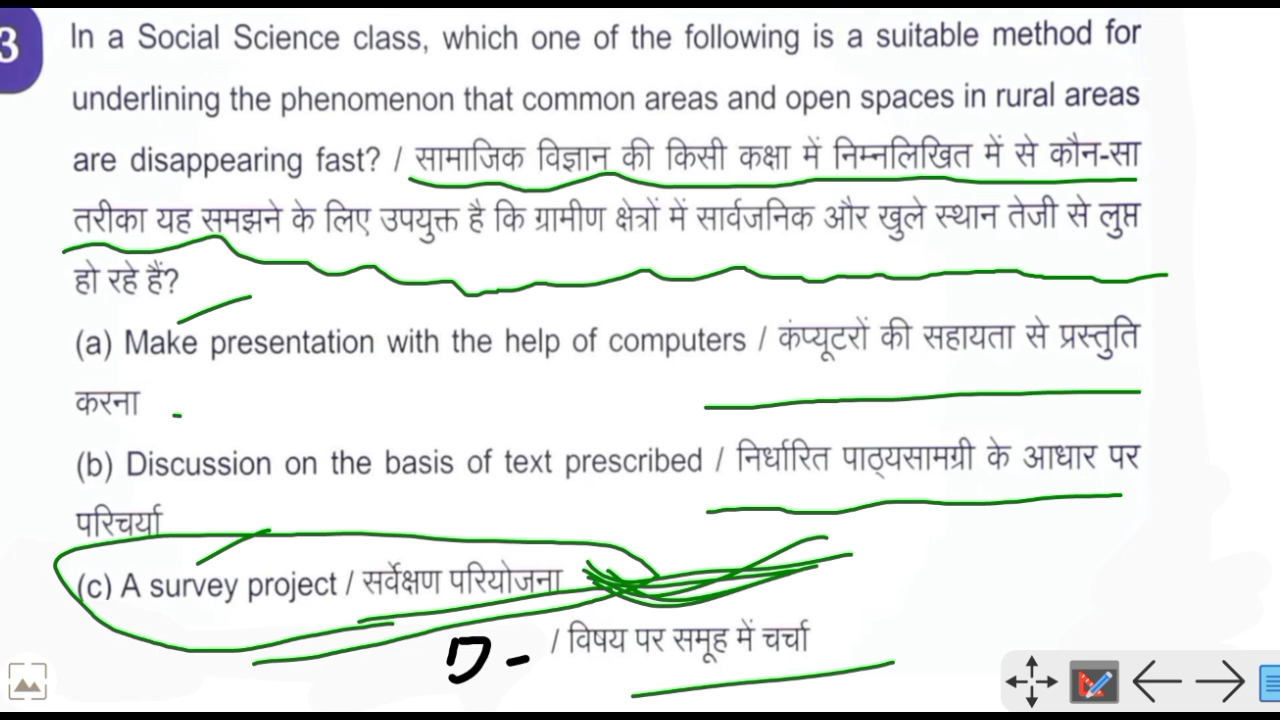 3
In a Social Science class, which one of the following is a suitable method for
underlining the phenomenon that common areas and open spaces in rural areas
are disappearing fast? / सामाजिक विज्ञान की किसी कक्षा में निम्नलिखित में से कौन-सा
तरीका यह समझने के लिए उपयुक्त है कि ग्रामीण क्षेत्रों में सार्वजनिक और खुले स्थान तेजी से लुप्त
हो रहे हैं?
(a) Make presentation with the help of computers / कंप्यूटरों की सहायता से प्रस्तुति
करना
(b) Discussion on the basis of text prescribed / निर्धारित पाठ्यसामग्री के आधार पर
परिचर्या
(c) A survey project / सर्वेक्षण परियोजना
/ विषय पर समूह में चर्चा